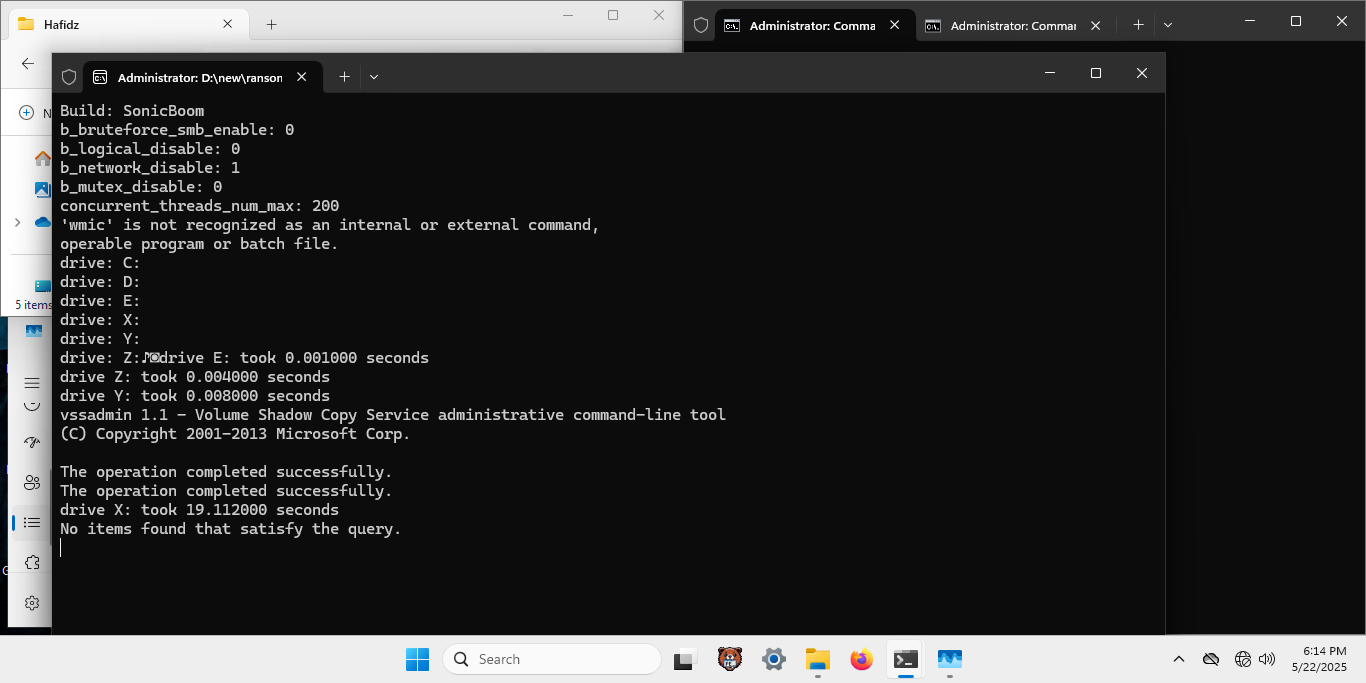 Hafidz
Administrator: Comma
Administrator: Comman
Administrator: D:\new\ransom
N
5 items
Build: SonicBoom
b_bruteforce_smb_enable: 0
b_logical_disable: 0
b_network_disable: 1
b_mutex_disable: 0
concurrent_threads_num_max: 200
'wmic' is not recognized as an internal or external command,
operable program or batch file.
drive: C:
drive: D:
drive: E:
drive: X:
drive: Y:
drive: Z:♪◙drive E: took 0.001000 seconds
drive Z: took 0.004000 seconds
drive Y: took 0.008000 seconds
vssadmin 1.1 - Volume Shadow Copy Service administrative command-line tool
(C) Copyright 2001-2013 Microsoft Corp.
The operation completed successfully.
The operation completed successfully.
drive X: took 19.112000 seconds
No items found that satisfy the query.
G
Search
6:14 PM
5/22/2025